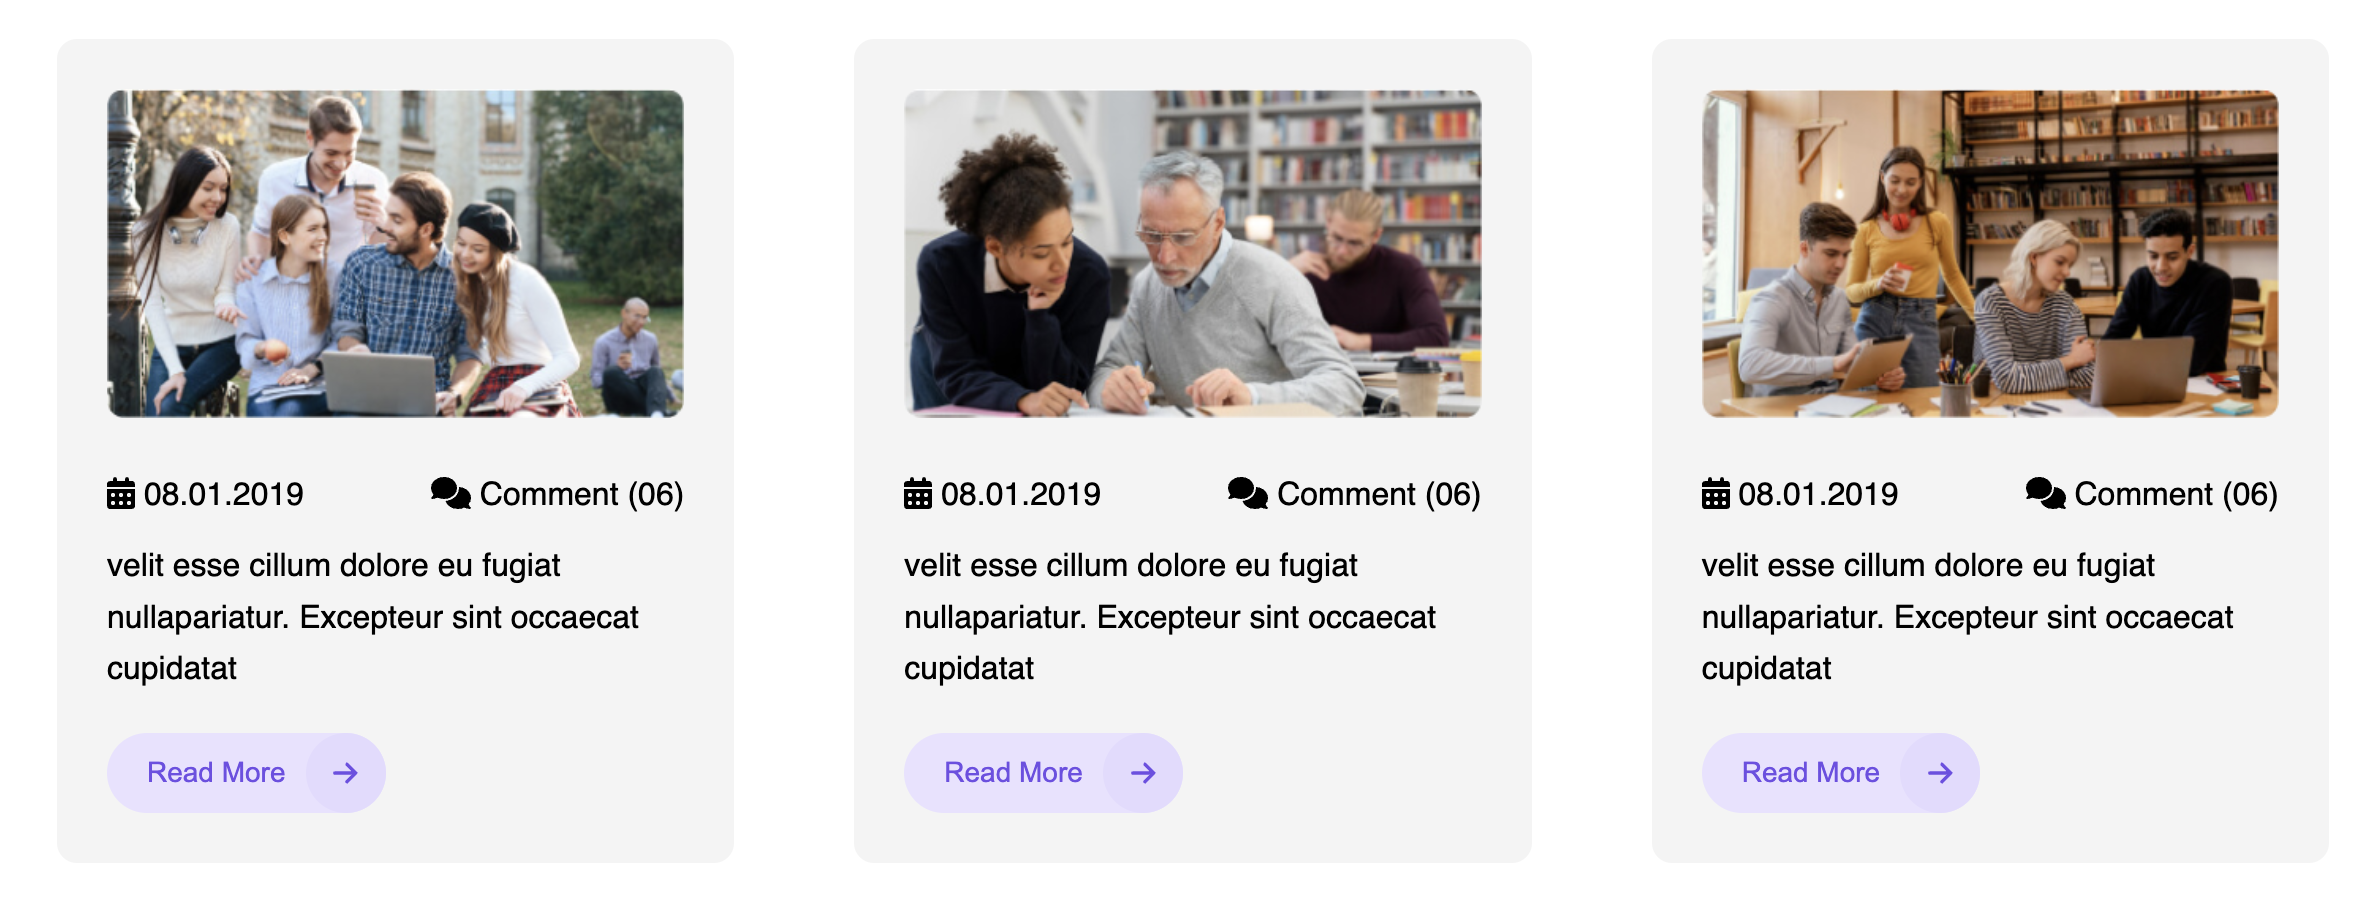 08.01.2019 Comment (06)
velit esse cillum dolore eu fugiat
nullapariatur. Excepteur sint occaecat
cupidatat
Read More
08.01.2019 Comment (06)
velit esse cillum dolore eu fugiat
nullapariatur. Excepteur sint occaecat
cupidatat
Read More
08.01.2019 Comment (06)
velit esse cillum dolore eu fugiat
nullapariatur. Excepteur sint occaecat
cupidatat
Read More